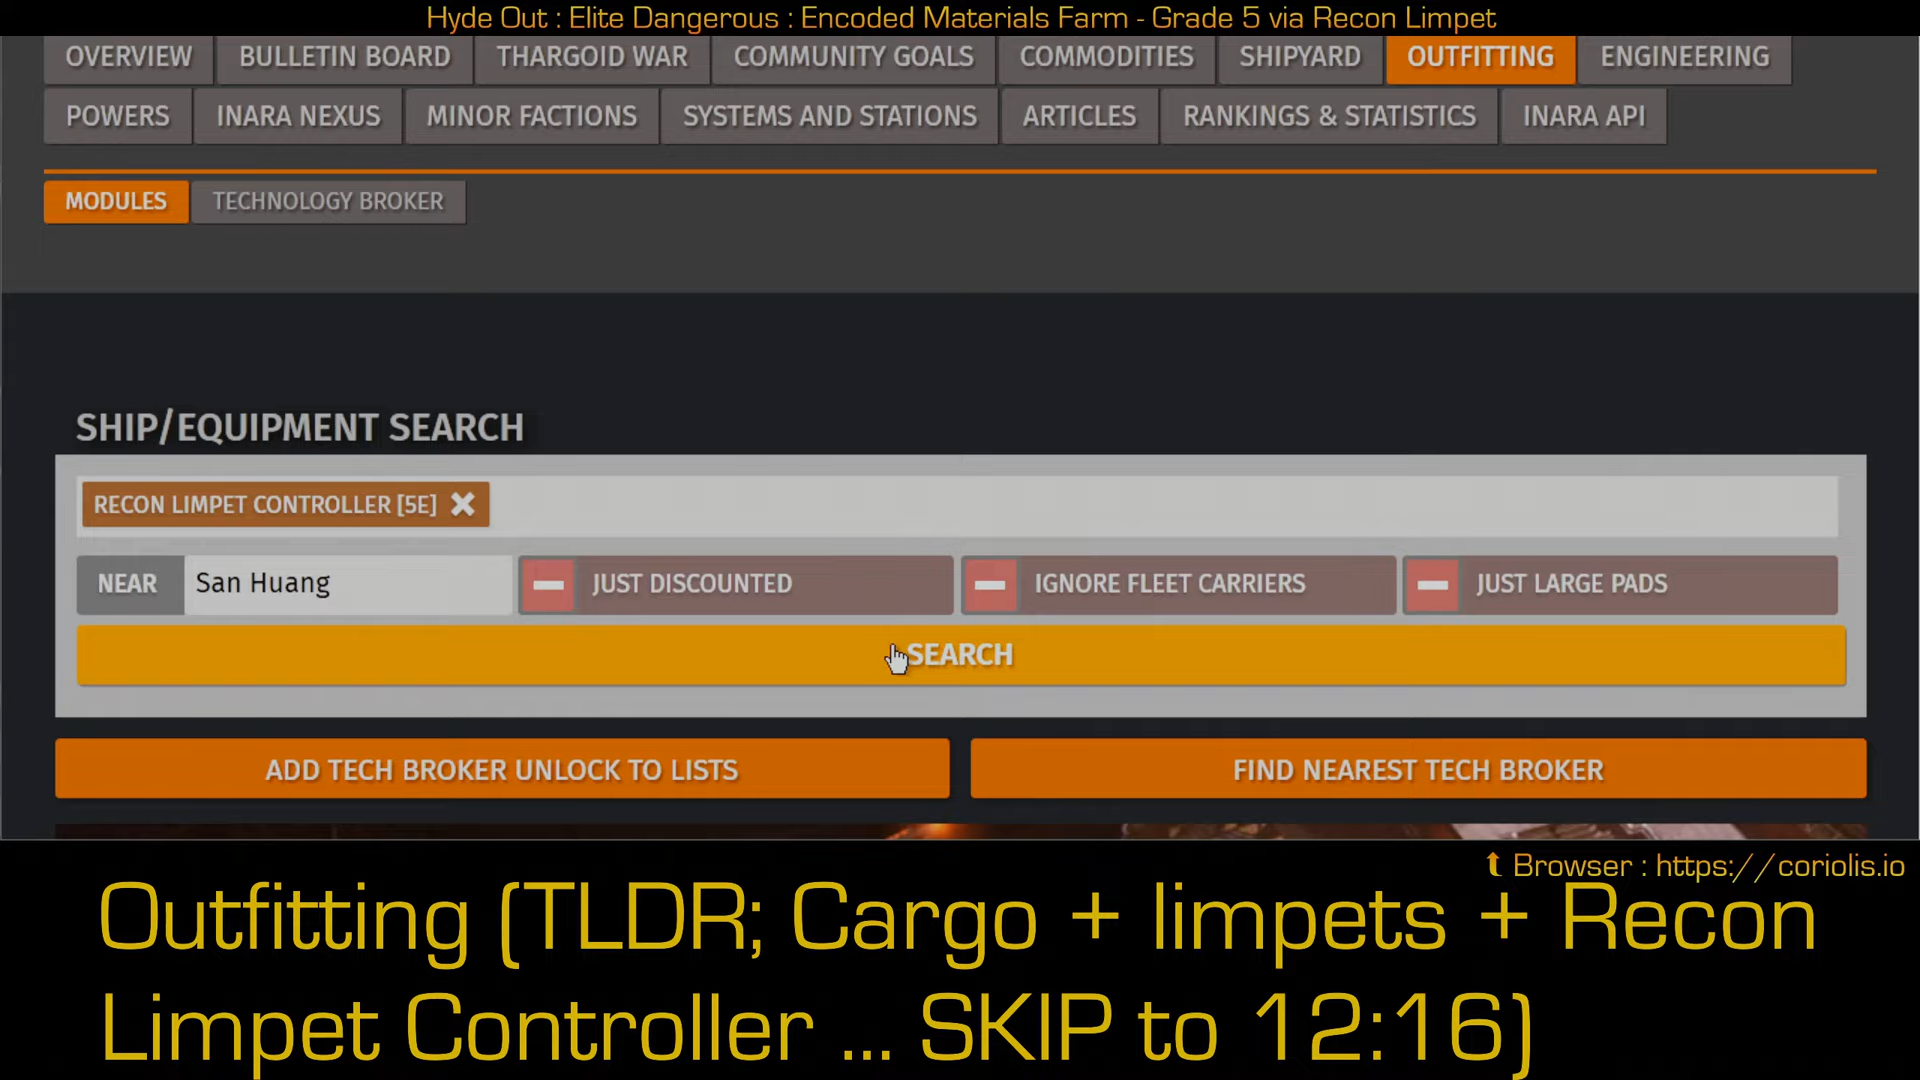 Hyde Out : Elite Dangerous : Encoded Materials Farm - Grade 5 via Recon Limpet
OVERVIEW BULLETIN BOARD THARGOID WAR COMMUNITY GOALS COMMODITIES SHIPYARD OUTFITTING ENGINEERING
POWERS INARA NEXUS MINOR FACTIONS SYSTEMS AND STATIONS ARTICLES RANKINGS & STATISTICS INARA API
MODULES TECHNOLOGY BROKER
SHIP/EQUIPMENT SEARCH
RECON LIMPET CONTROLLER [5E]
NEAR San Huang JUST DISCOUNTED IGNORE FLEET CARRIERS JUST LARGE PADS
SEARCH
ADD TECH BROKER UNLOCK TO LISTS FIND NEAREST TECH BROKER
Browser : https://coriolis.io
Outfitting (TLDR; Cargo + limpets + Recon
Limpet Controller ... SKIP to 12:16)